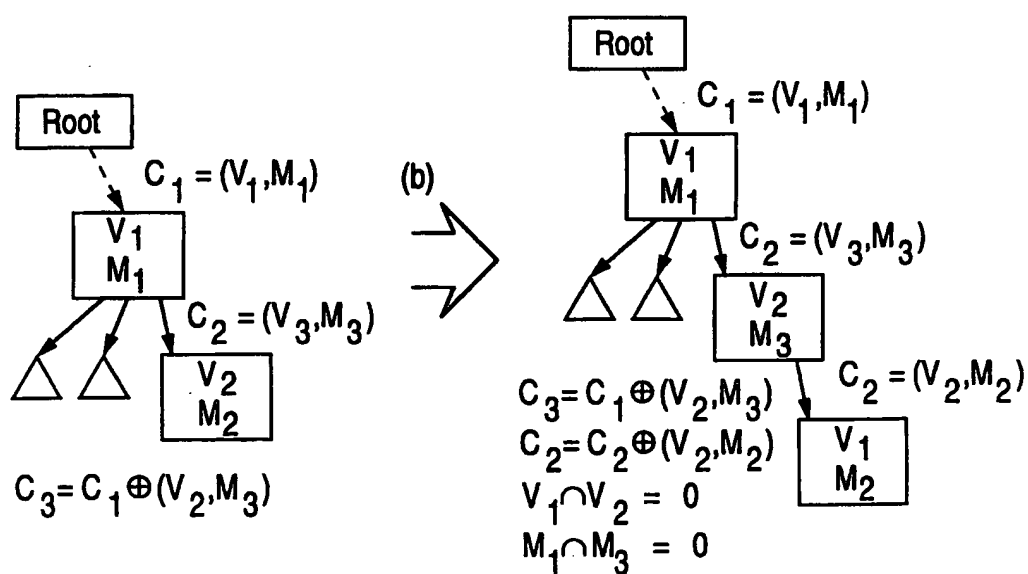 Root
C₁ = (V₁,M₁)
V₁
M₁
C₂ = (V₃,M₃)
V₂
M₂
C₃= C₁⊕(V₂,M₃)
(b)
Root
C₁ = (V₁,M₁)
V₁
M₁
C₂ = (V₃,M₃)
V₂
M₃
C₂ = (V₂,M₂)
V₁
M₂
C₃= C₁⊕(V₂,M₃)
C₂= C₂⊕(V₂,M₂)
V₁∩V₂ = 0
M₁∩M₃ = 0